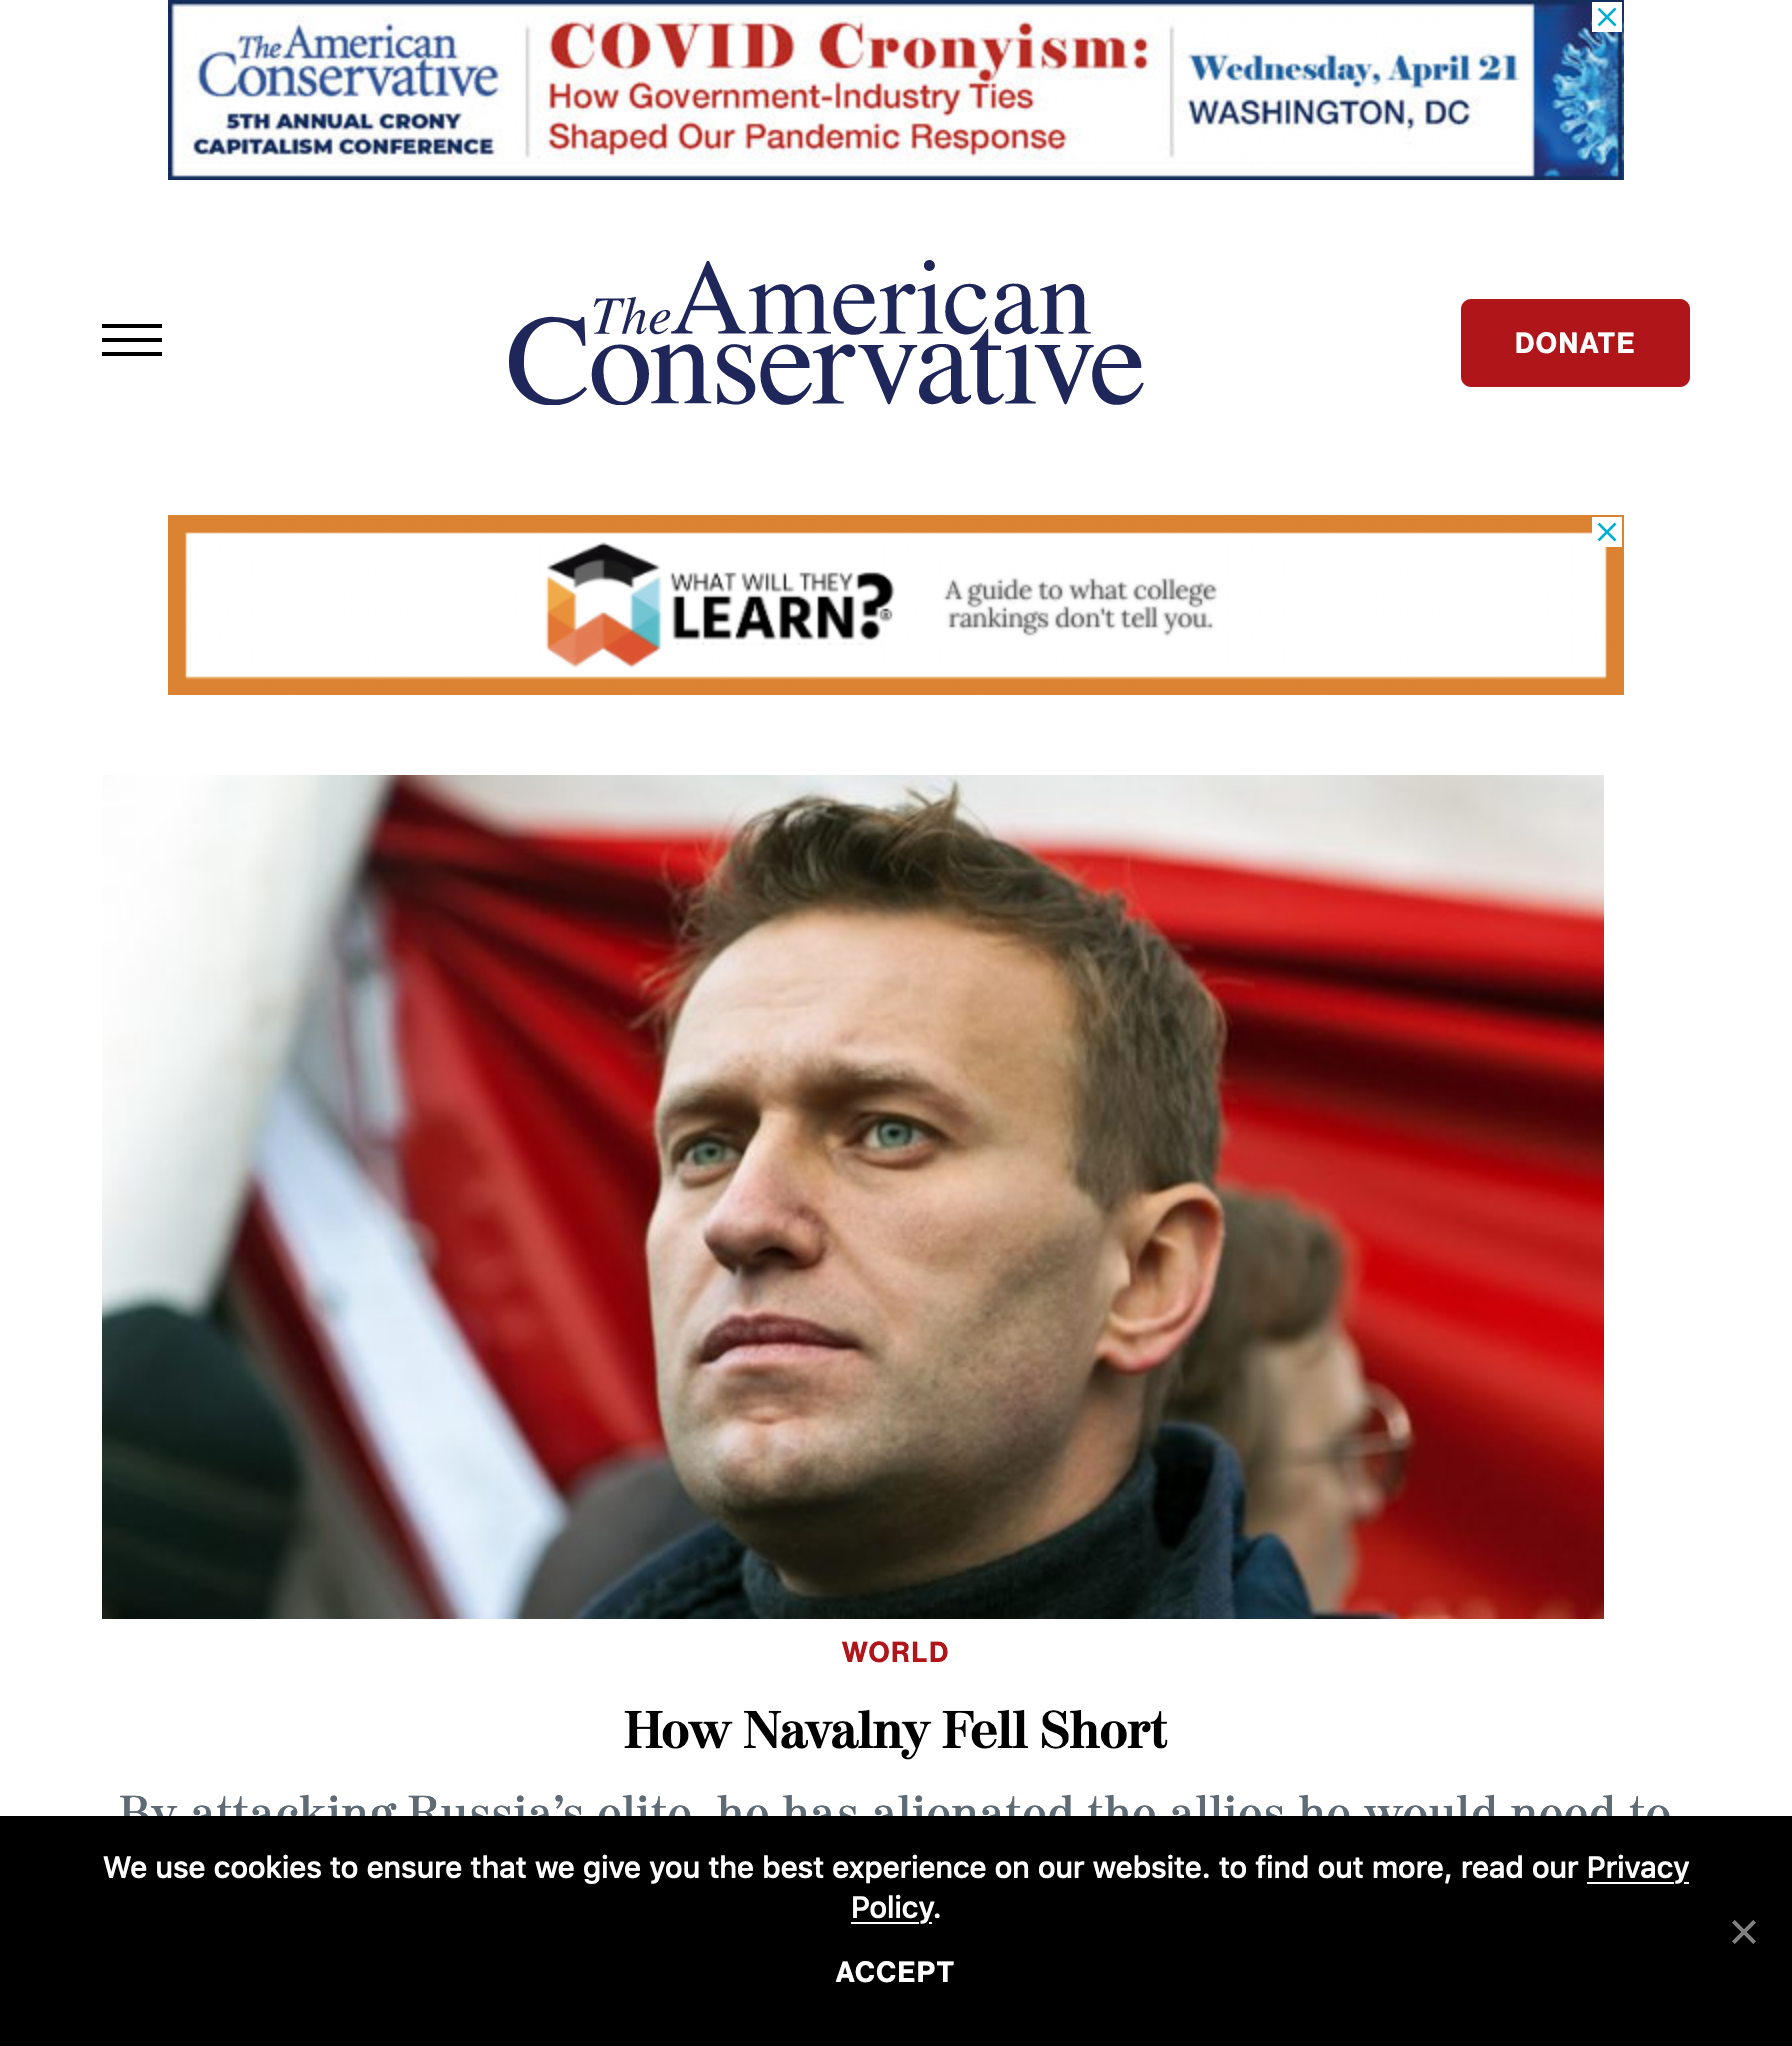 The American
Conservative
5TH ANNUAL CRONY
CAPITALISM CONFERENCE
COVID Cronyism:
How Government-Industry Ties
Shaped Our Pandemic Response
Wednesday, April 21
WASHINGTON, DC
The American
Conservative
DONATE
WHAT WILL THEY
LEARN?®
A guide to what college
rankings don't tell you.
WORLD
How Navalny Fell Short
By attacking Russia’s elite, he has alienated the allies he would need to
We use cookies to ensure that we give you the best experience on our website. to find out more, read our Privacy
Policy.
ACCEPT